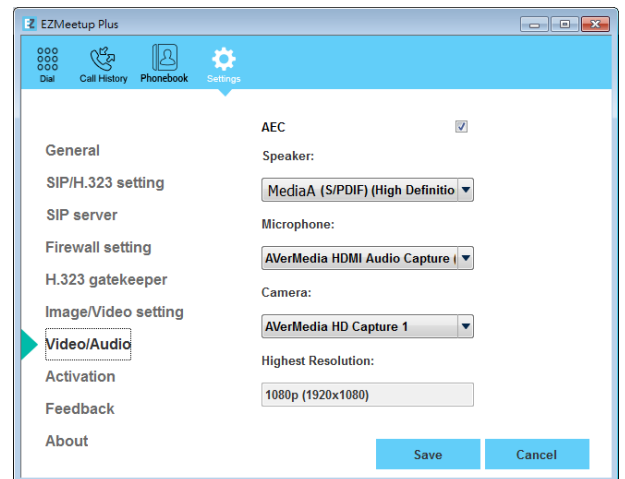 EZ EZMeetup Plus
Dial Call History Phonebook Settings
AEC
General
Speaker:
SIP/H.323 setting
MediaA (S/PDIF) (High Definitio
SIP server
Microphone:
Firewall setting
AVerMedia HDMI Audio Capture (
H.323 gatekeeper
Camera:
Image/Video setting
AVerMedia HD Capture 1
Video/Audio
Highest Resolution:
Activation
1080p (1920x1080)
Feedback
About
Save Cancel